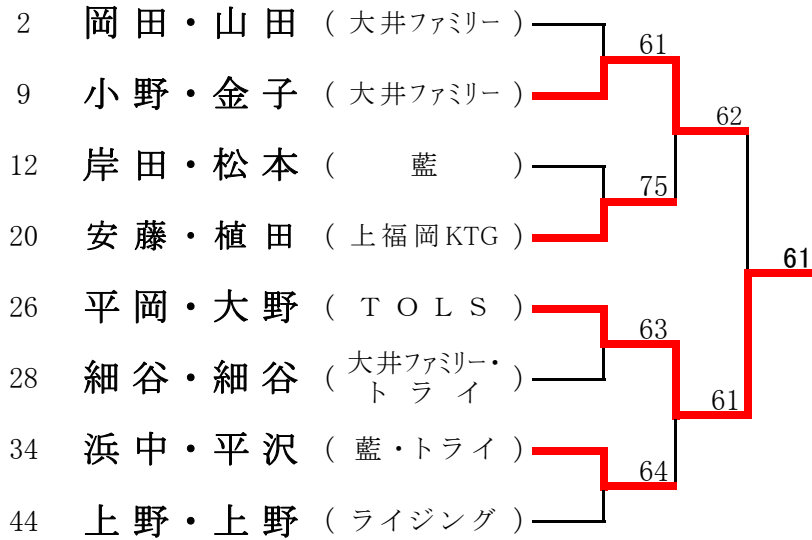 2 岡田・山田 ( 大井ファミリー )
61
9 小野・金子 ( 大井ファミリー )
62
12 岸田・松本 ( 藍 )
75
20 安藤・植田 ( 上福岡KTG )
61
26 平岡・大野 ( TOLS )
63
28 細谷・細谷 ( 大井ファミリー・
トライ )
61
34 浜中・平沢 ( 藍・トライ )
64
44 上野・上野 ( ライジング )